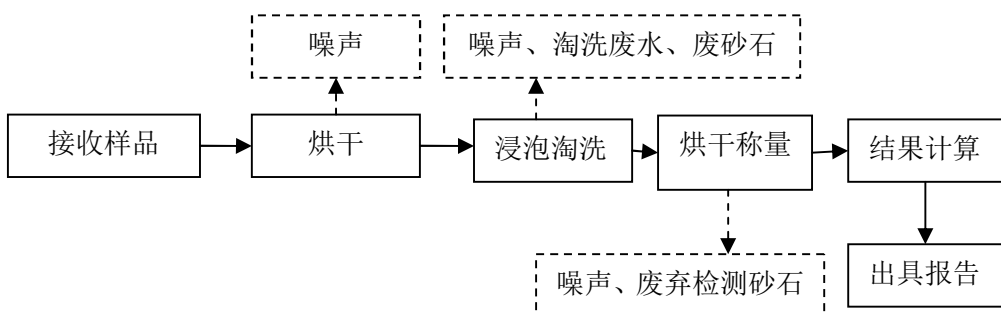 噪声
噪声、淘洗废水、废砂石
接收样品
烘干
浸泡淘洗
烘干称量
结果计算
噪声、废弃检测砂石
出具报告